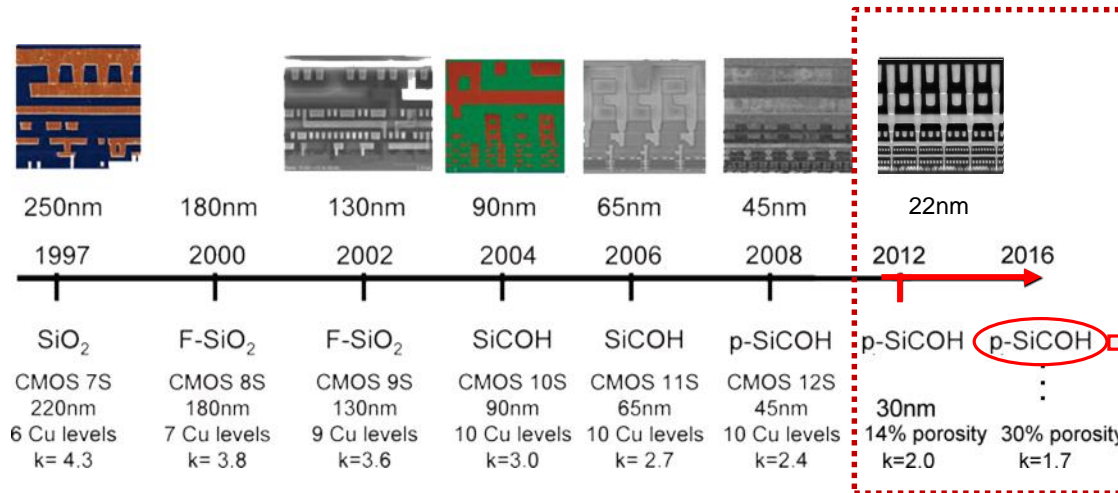 250nm 180nm 130nm 90nm 65nm 45nm 22nm
1997 2000 2002 2004 2006 2008 2012 2016
SiO₂ F-SiO₂ F-SiO₂ SiCOH SiCOH p-SiCOH p-SiCOH p-SiCOH
CMOS 7S CMOS 8S CMOS 9S CMOS 10S CMOS 11S CMOS 12S
220nm 180nm 130nm 90nm 65nm 45nm 30nm
6 Cu levels 7 Cu levels 9 Cu levels 10 Cu levels 10 Cu levels 10 Cu levels 14% porosity 30% porosity
k= 4.3 k= 3.8 k=3.6 k=3.0 k= 2.7 k=2.4 k=2.0 k=1.7